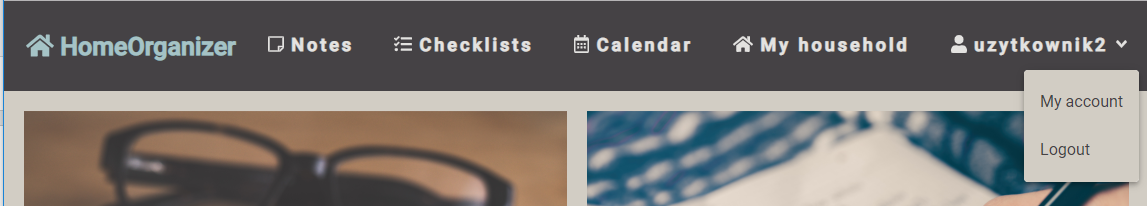 HomeOrganizer Notes Checklists Calendar My household uzytkownik2
My account
Logout